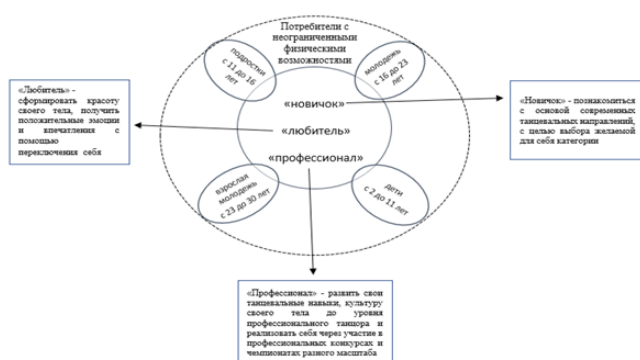 Потребители с
неограниченными
физическими
возможностями
подростки
с 11 до 16
лет
молодежь
с 16 до 23
лет
«Любитель» -
сформировать красоту
своего тела, получить
положительные эмоции
и впечатления с
помощью
переключения себя
«новичок»
«любитель»
«профессионал»
«Новичок» - познакомиться
с основой современных
танцевальных направлений,
с целью выбора желаемой
для себя категории
взрослая
молодежь
с 23 до 30 лет
дети
с 2 до 11 лет
«Профессионал» - развить свои
танцевальные навыки, культуру
своего тела до уровня
профессионального танцора и
реализовать себя через участие в
профессиональных конкурсах и
чемпионатах разного масштаба